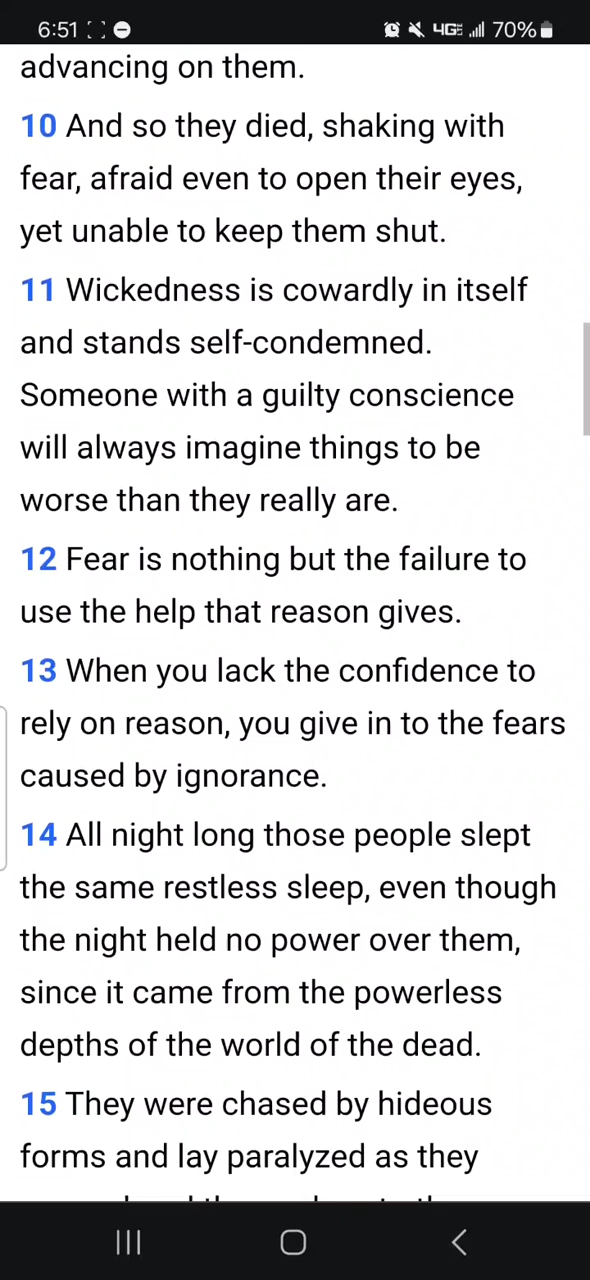 6:51
4GE 70%
advancing on them.
10 And so they died, shaking with
fear, afraid even to open their eyes,
yet unable to keep them shut.
11 Wickedness is cowardly in itself
and stands self-condemned.
Someone with a guilty conscience
will always imagine things to be
worse than they really are.
12 Fear is nothing but the failure to
use the help that reason gives.
13 When you lack the confidence to
rely on reason, you give in to the fears
caused by ignorance.
14 All night long those people slept
the same restless sleep, even though
the night held no power over them,
since it came from the powerless
depths of the world of the dead.
15 They were chased by hideous
forms and lay paralyzed as they